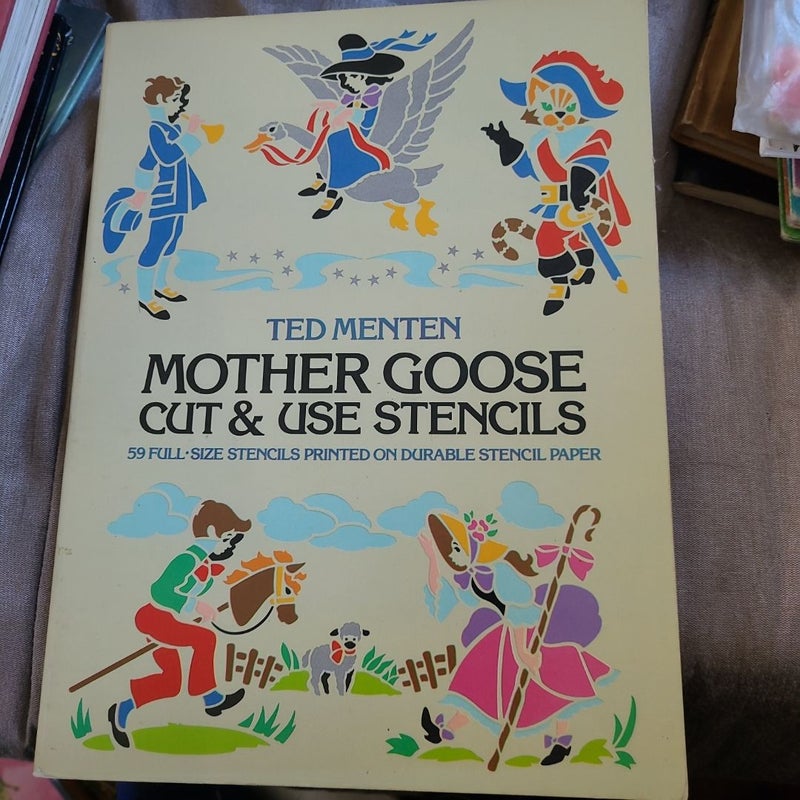 TED MENTEN
MOTHER GOOSE
CUT & USE STENCILS
59 FULL·SIZE STENCILS PRINTED ON DURABLE STENCIL PAPER